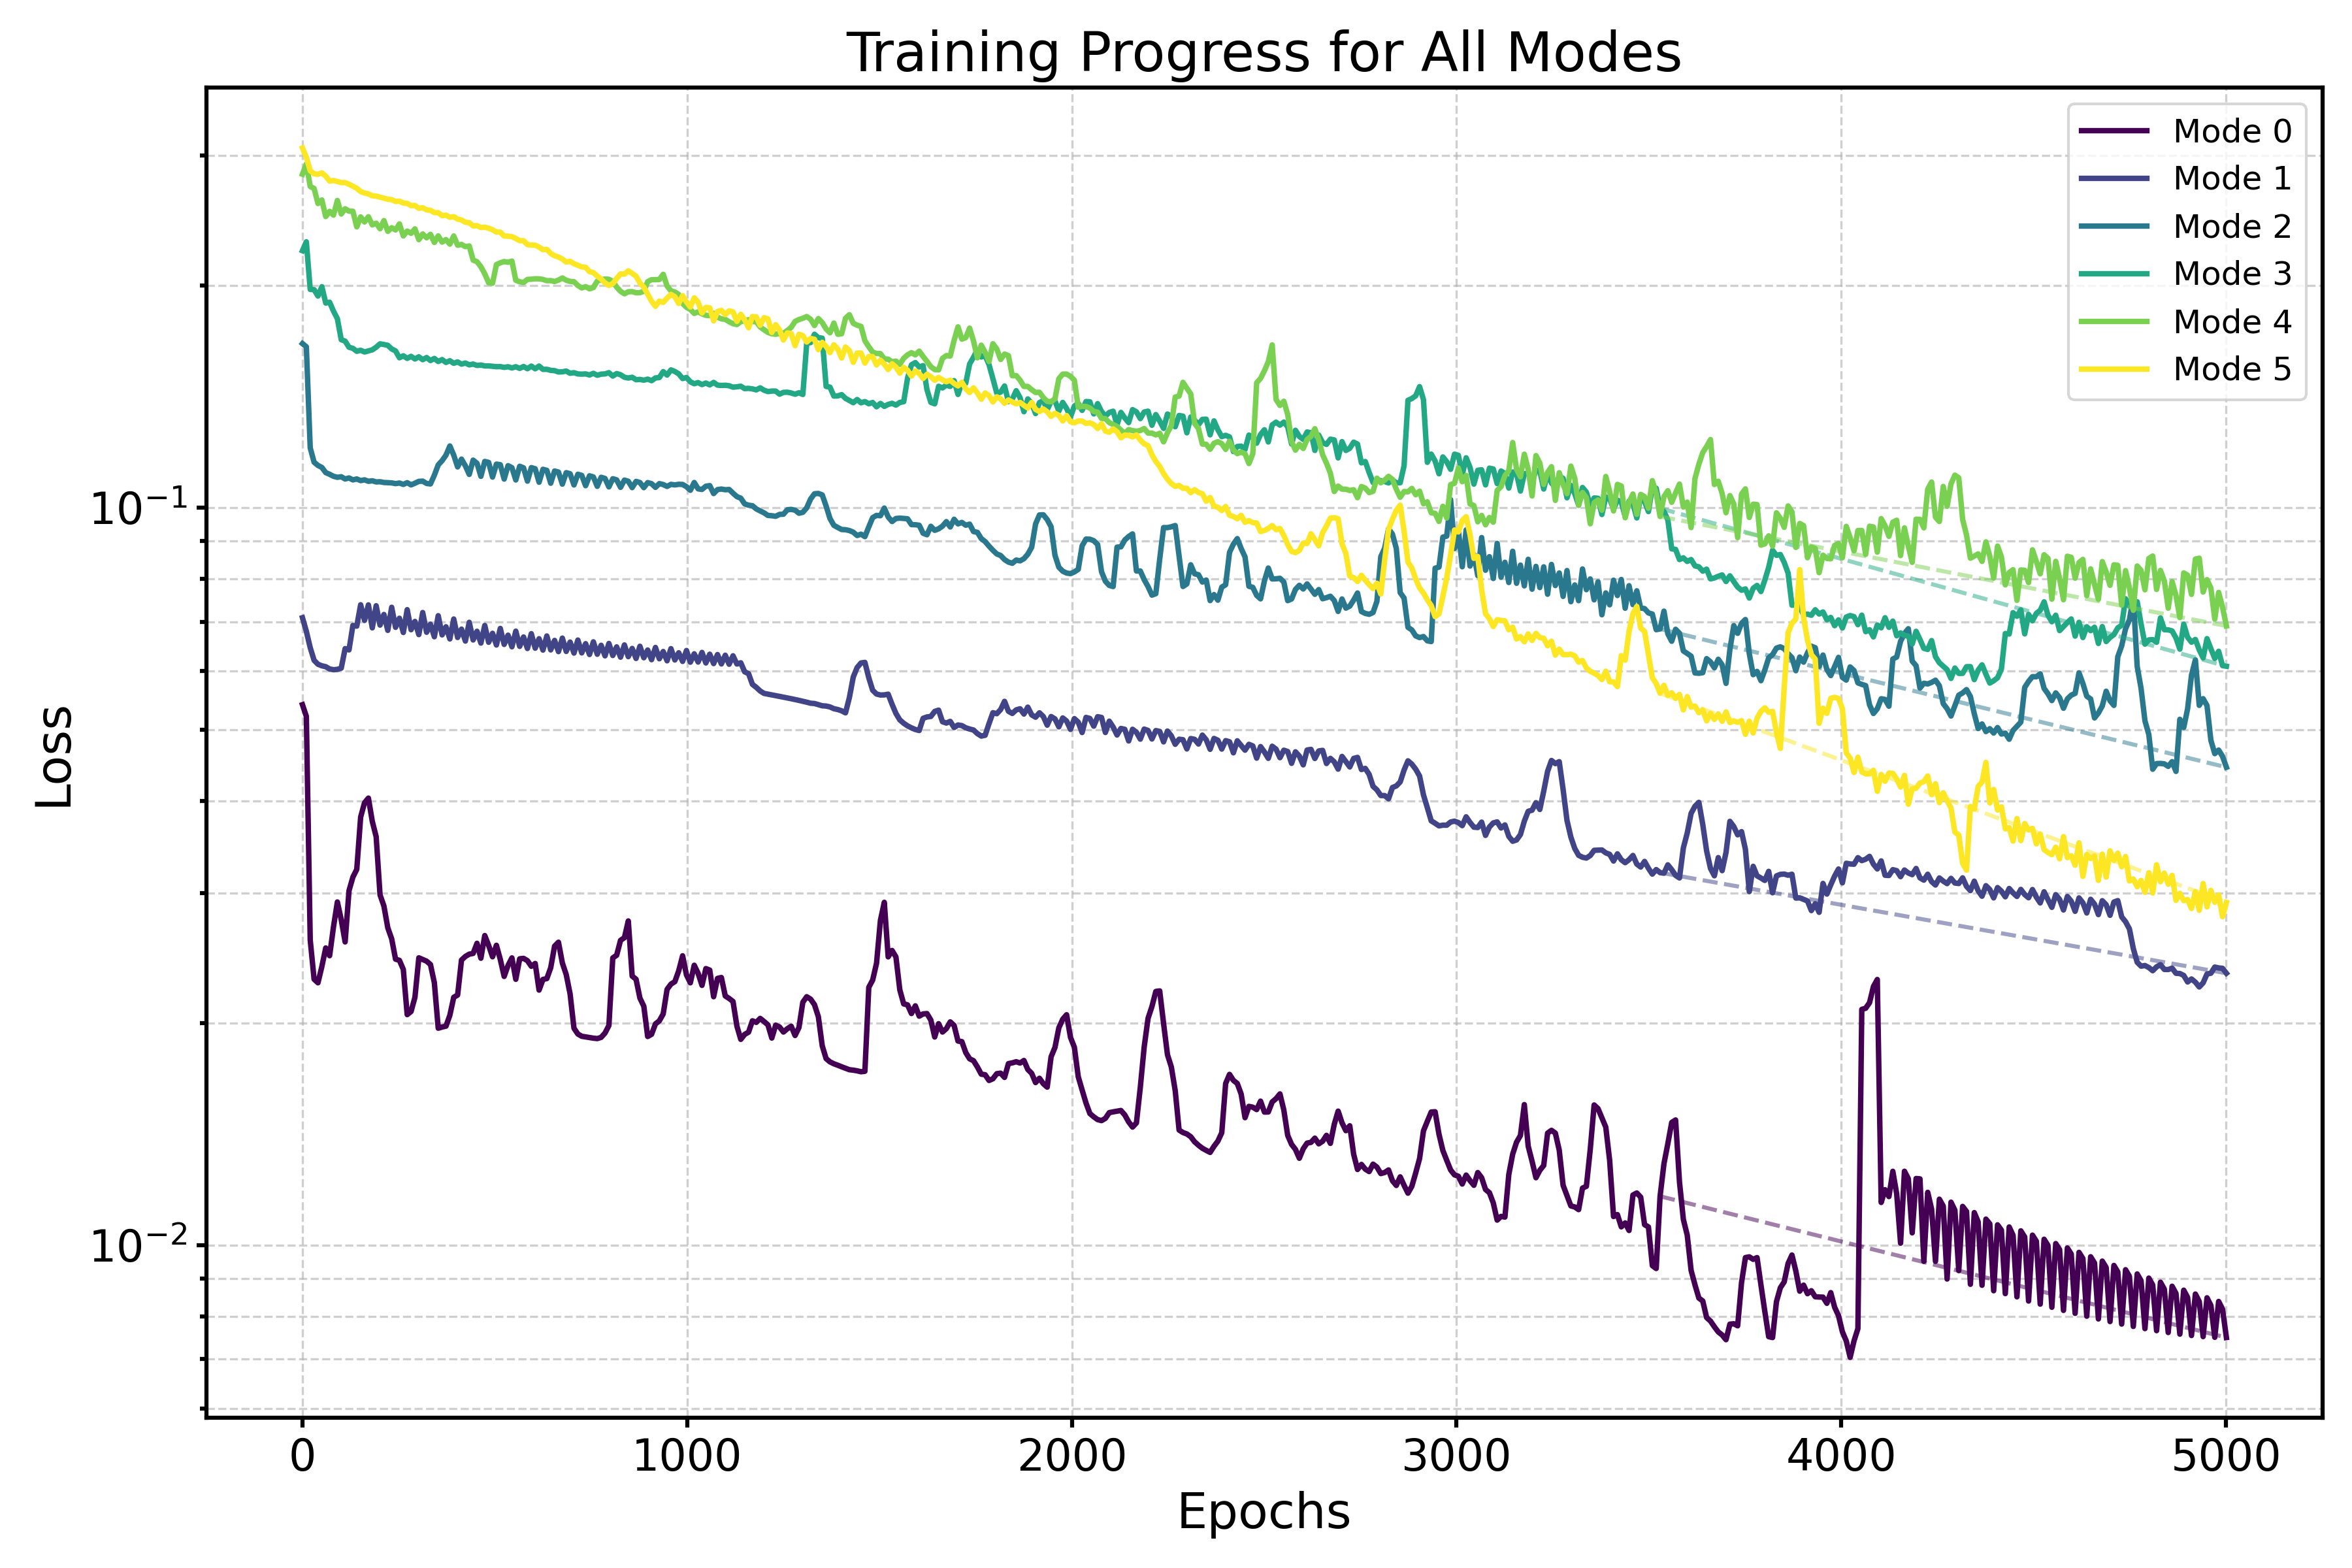 Training Progress for All Modes
Mode 0
Mode 1
Mode 2
Mode 3
Mode 4
Mode 5
Loss
10⁻¹
10⁻²
0 1000 2000 3000 4000 5000
Epochs